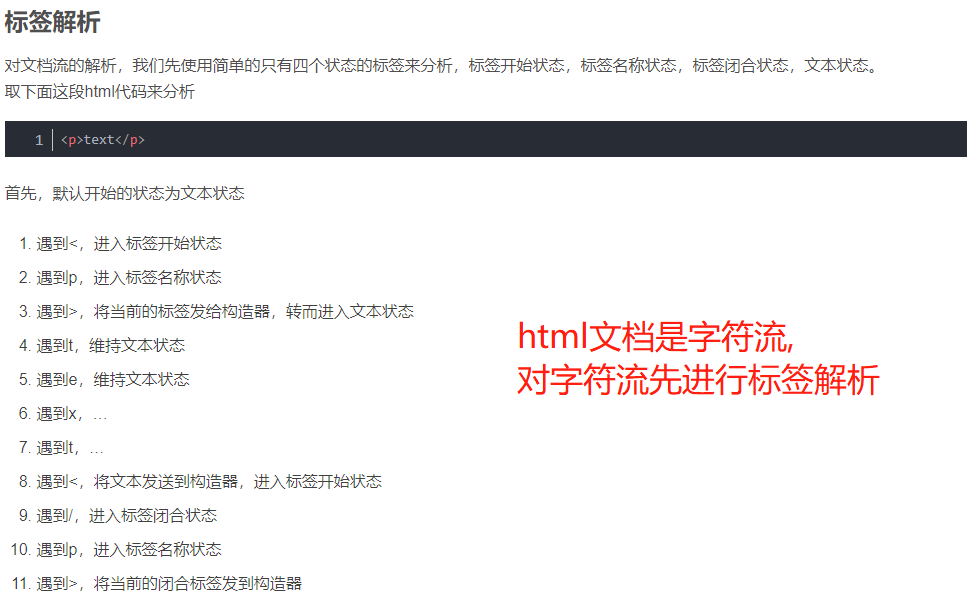 标签解析
对文档流的解析，我们先使用简单的只有四个状态的标签来分析，标签开始状态，标签名称状态，标签闭合状态，文本状态。
取下面这段html代码来分析
1 <p>text</p>
首先，默认开始的状态为文本状态
1. 遇到<，进入标签开始状态
2. 遇到p，进入标签名称状态
3. 遇到>，将当前的标签发给构造器，转而进入文本状态
4. 遇到t，维持文本状态
5. 遇到e，维持文本状态
6. 遇到x，…
7. 遇到t，…
8. 遇到<，将文本发送到构造器，进入标签开始状态
9. 遇到/，进入标签闭合状态
10. 遇到p，进入标签名称状态
11. 遇到>，将当前的闭合标签发到构造器
html文档是字符流,
对字符流先进行标签解析